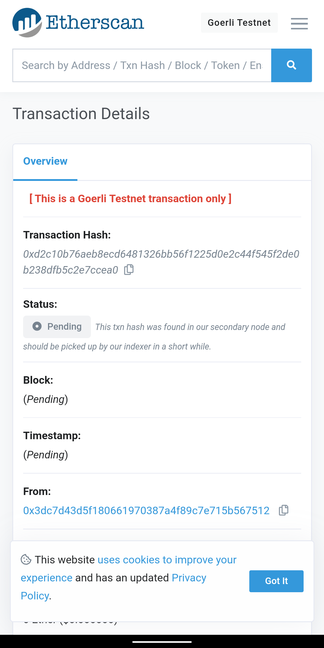 Etherscan
Goerli Testnet
Search by Address / Txn Hash / Block / Token / En
Transaction Details
Overview
[ This is a Goerli Testnet transaction only ]
Transaction Hash:
0xd2c10b76aeb8ecd6481326bb56f1225d0e2c44f545f2de0
b238dfb5c2e7ccea0
Status:
Pending This txn hash was found in our secondary node and
should be picked up by our indexer in a short while.
Block:
(Pending)
Timestamp:
(Pending)
From:
0x3dc7d43d5f180661970387a4f89c7e715b567512
This website uses cookies to improve your
experience and has an updated Privacy
Policy.
Got It